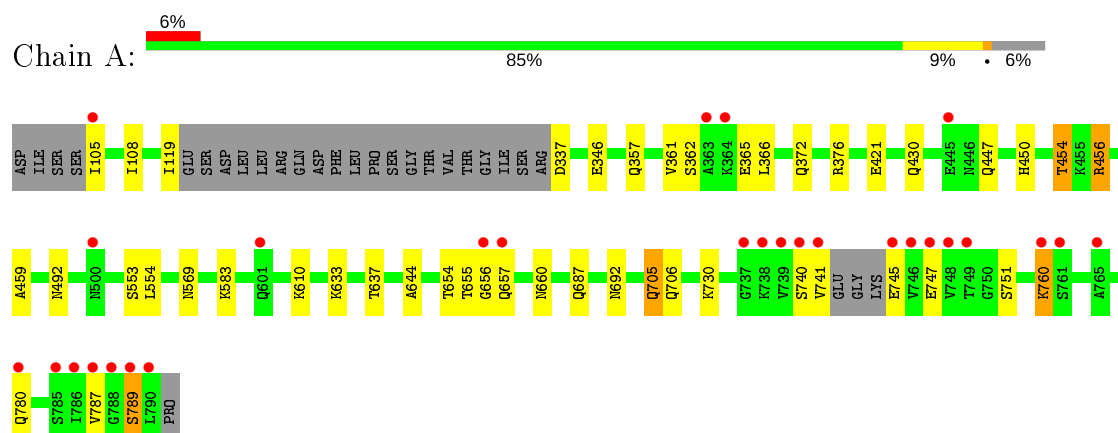 6%
Chain A:
85% 9% • 6%
ASP ILE SER SER I105 I108 I119 GLU SER ASP LEU LEU ARG GLN ASP PHE LEU PRO SER GLY THR VAL THR GLY ILE SER ARG D337 E346 Q357 V361 S362 A363 K364 E365 L366 Q372 R376 E421 Q430 E445 N446 Q447 H450 T454 K455 R456
A459 N492 N500 S553 L554 N569 K583 Q601 K610 K633 T637 A644 T654 T655 G656 Q657 N660 Q687 N692 Q705 Q706 K730 G737 K738 V739 S740 V741 GLU GLY LYS E745 V746 E747 V748 T749 G750 S751 K760 S761 A765
Q780 S785 I786 V787 G788 S789 L790 PRO